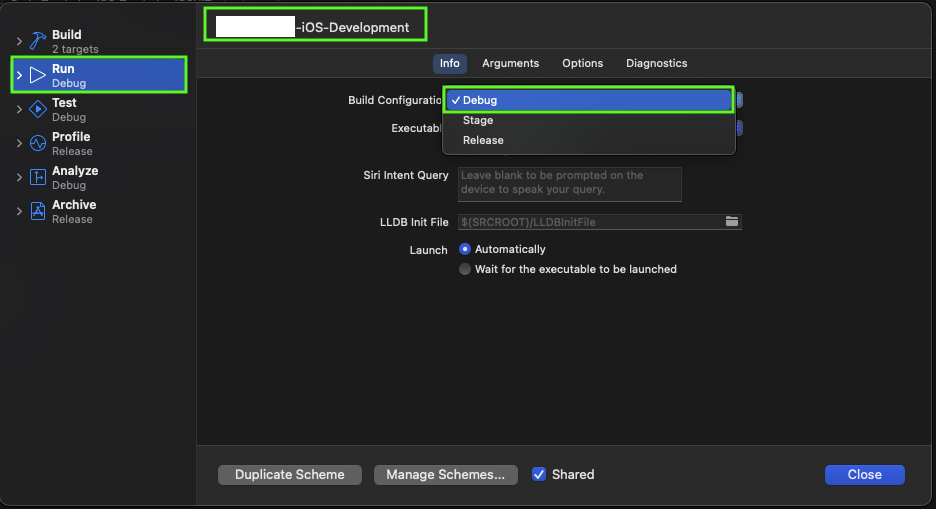 -iOS-Development
Build
2 targets
Run
Debug
Test
Debug
Profile
Release
Analyze
Debug
Archive
Release
Info Arguments Options Diagnostics
Build Configuration
✓ Debug
Stage
Release
Siri Intent Query
Leave blank to be prompted on the
device to speak your query.
LLDB Init File
$(SRCROOT)/LLDBInitFile
Launch
Automatically
Wait for the executable to be launched
Duplicate Scheme Manage Schemes... Shared Close